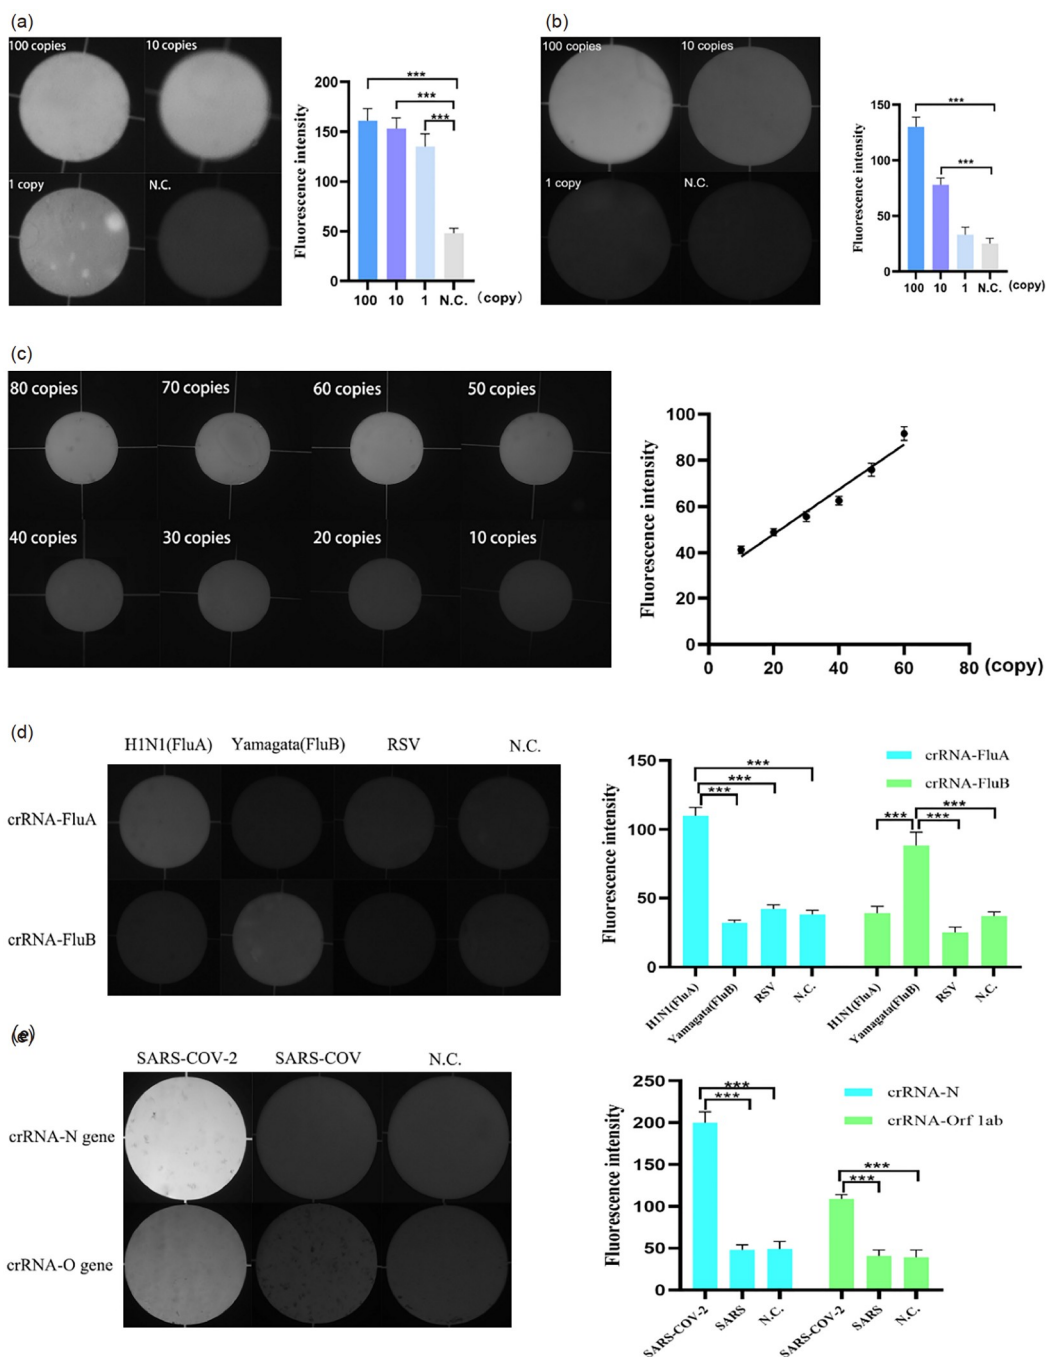 (a)
100 copies
10 copies
1 copy
N.C.
Fluorescence intensity
200
150
100
50
0
***
***
***
100 10 1 N.C. (copy)
(b)
100 copies
10 copies
1 copy
N.C.
Fluorescence intensity
150
100
50
0
***
***
100 10 1 N.C. (copy)
(c)
80 copies 70 copies 60 copies 50 copies
40 copies 30 copies 20 copies 10 copies
Fluorescence intensity
100
80
60
40
20
0
0 20 40 60 80 (copy)
(d)
H1N1(FluA) Yamagata(FluB) RSV N.C.
crRNA-FluA
crRNA-FluB
Fluorescence intensity
150
100
50
0
***
***
***
***
***
***
crRNA-FluA
crRNA-FluB
H1N1(FluA) Yamagata(FluB) RSV N.C. H1N1(FluA) Yamagata(FluB) RSV N.C.
(e)
SARS-COV-2 SARS-COV N.C.
crRNA-N gene
crRNA-O gene
Fluorescence intensity
250
200
150
100
50
0
***
***
***
***
crRNA-N
crRNA-Orf 1ab
SARS-COV-2 SARS N.C. SARS-COV-2 SARS N.C.